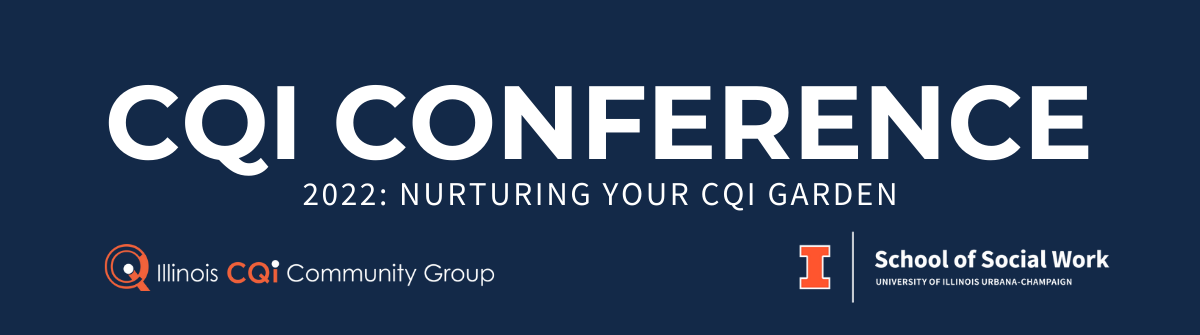 CQI CONFERENCE
2022: NURTURING YOUR CQI GARDEN
Illinois CQi Community Group
I
School of Social Work
UNIVERSITY OF ILLINOIS URBANA-CHAMPAIGN